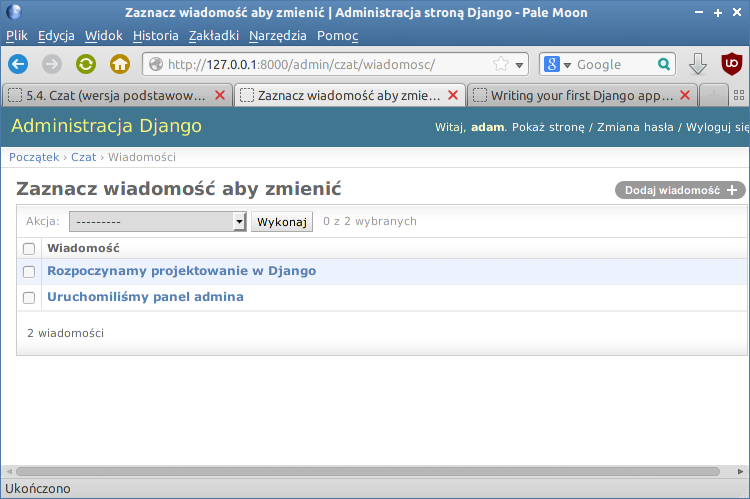 Zaznacz wiadomość aby zmienić | Administracja stroną Django - Pale Moon
Plik Edycja Widok Historia Zakładki Narzędzia Pomoc
http://127.0.0.1:8000/admin/czat/wiadomosc/ Google
5.4. Czat (wersja podstawow... Zaznacz wiadomość aby zmie... Writing your first Django app...
Administracja Django
Witaj, adam. Pokaż stronę / Zmiana hasła / Wyloguj się
Początek › Czat › Wiadomości
Zaznacz wiadomość aby zmienić
Dodaj wiadomość +
Akcja: --------- Wykonaj 0 z 2 wybranych
Wiadomość
Rozpoczynamy projektowanie w Django
Uruchomiliśmy panel admina
2 wiadomości
Ukończono